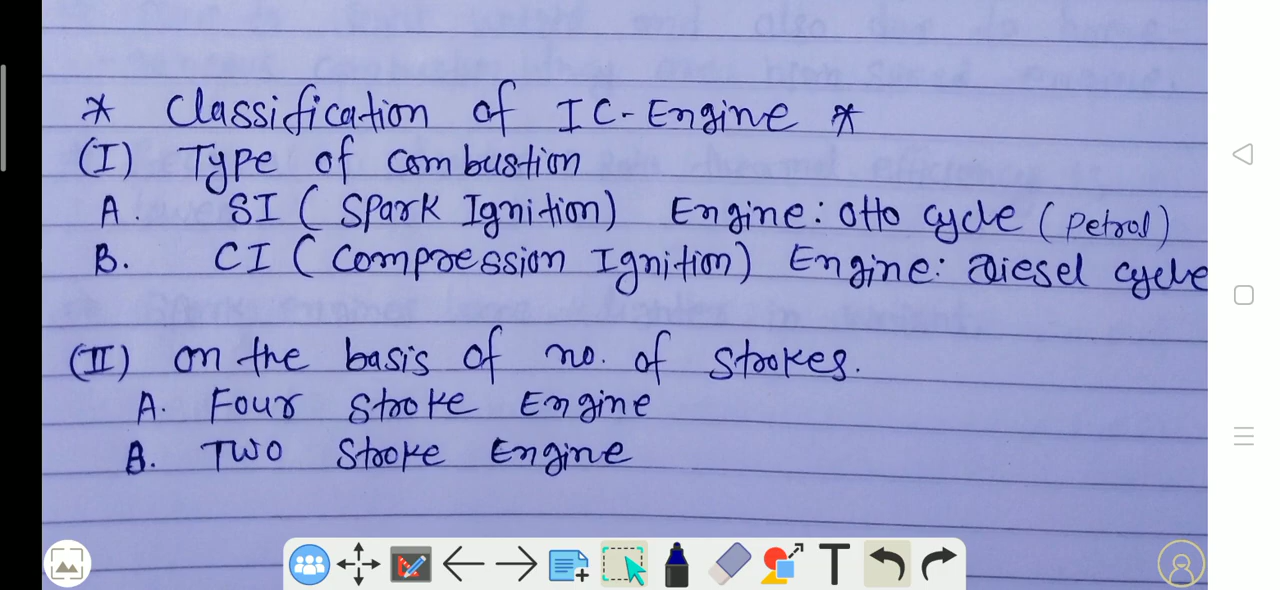 * Classification of IC-Engine *
(I) Type of combustion
A. SI ( Spark Ignition) Engine: Otto cycle ( Petrol )
B. CI ( Compression Ignition) Engine: Diesel cycle
(II) on the basis of no. of Strokes.
A. Four Stroke Engine
B. Two Stroke Engine
T